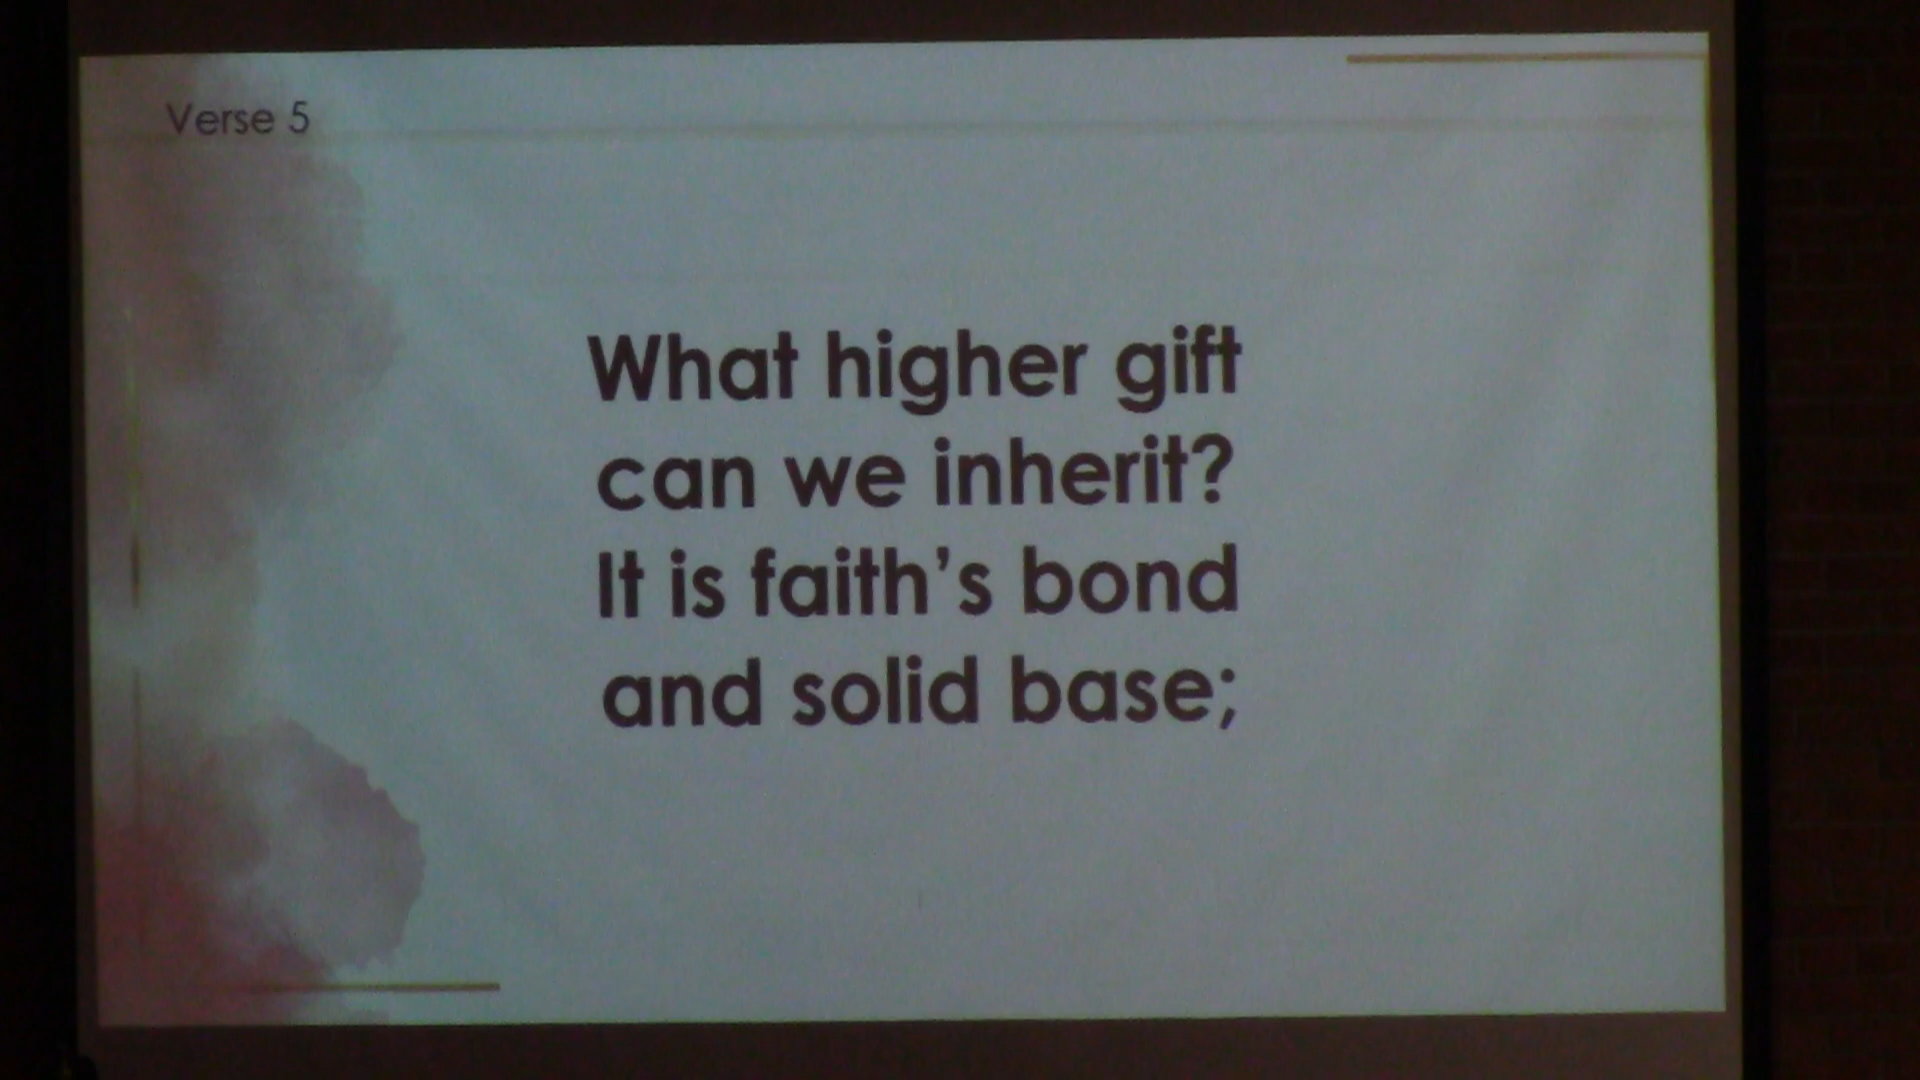 Verse 5
What higher gift
can we inherit?
It is faith's bond
and solid base;